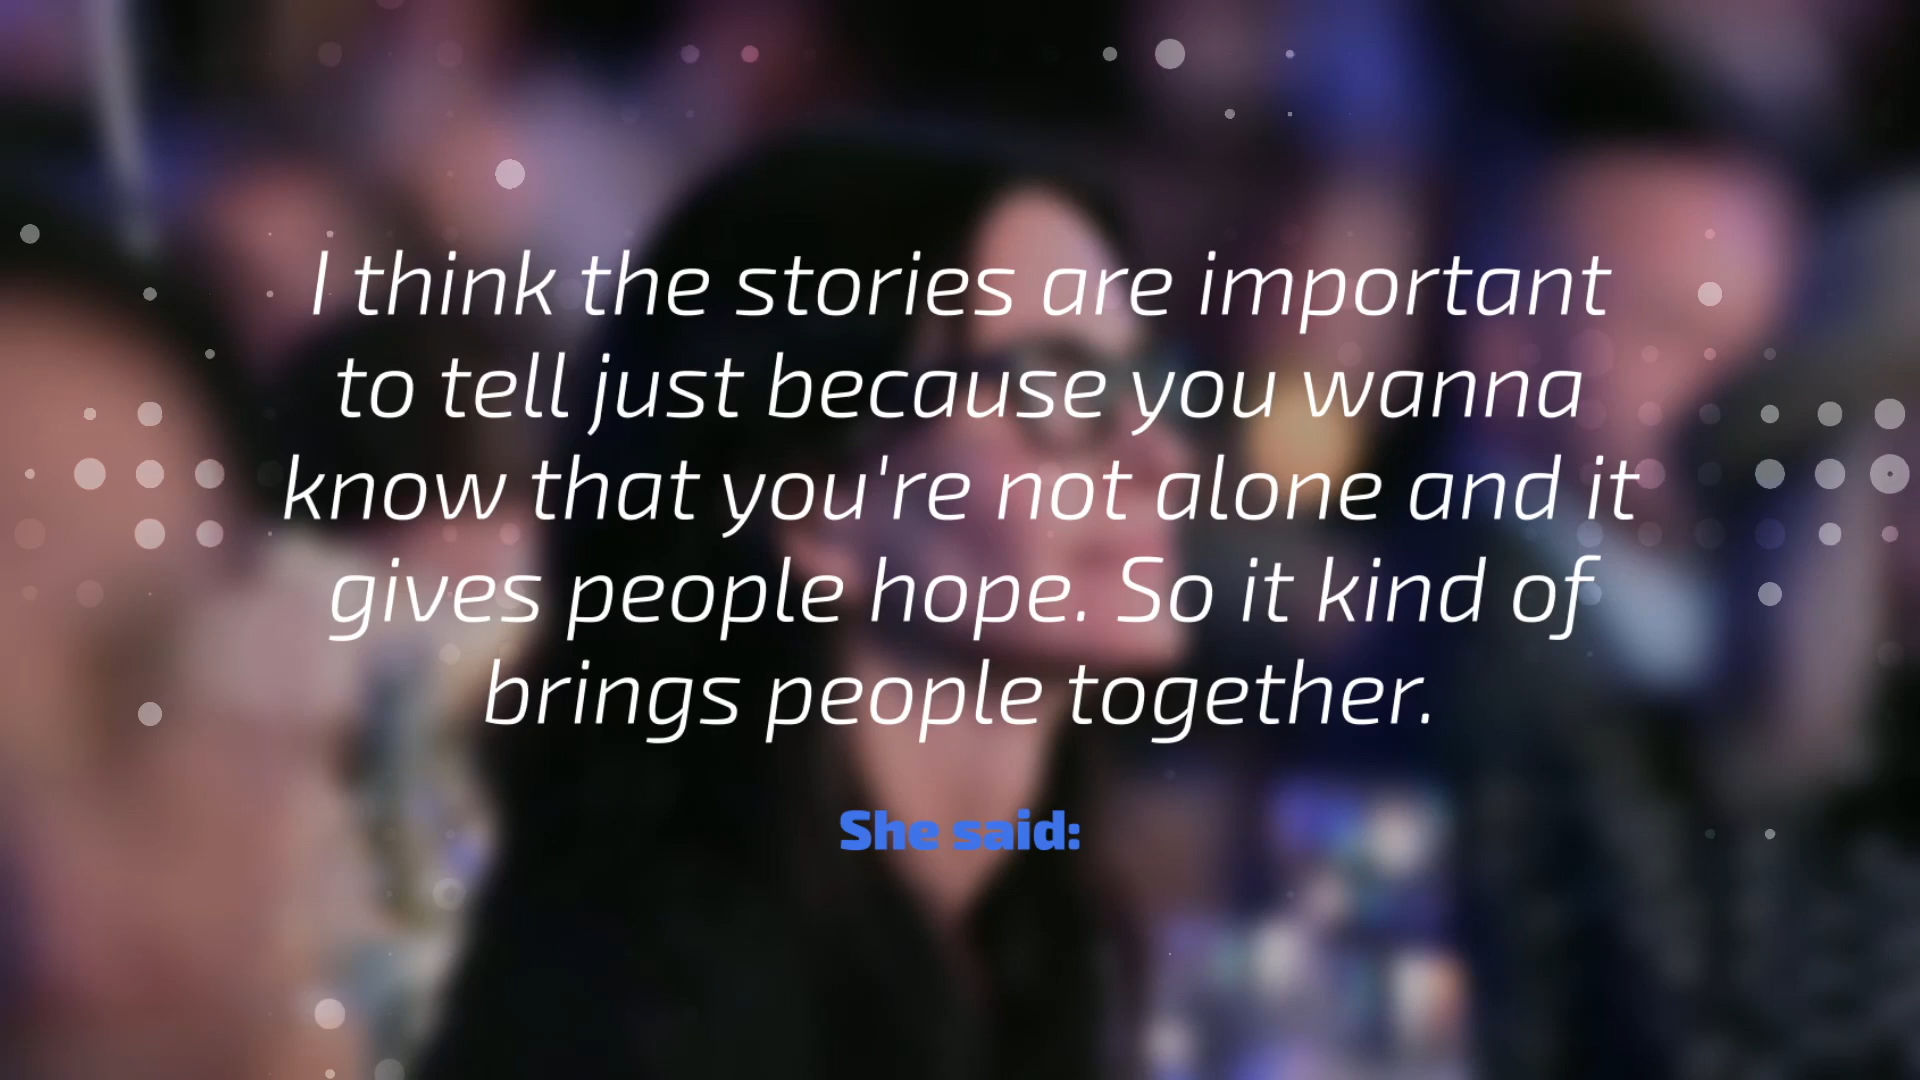 I think the stories are important
to tell just because you wanna
know that you're not alone and it
gives people hope. So it kind of
brings people together.
She said: